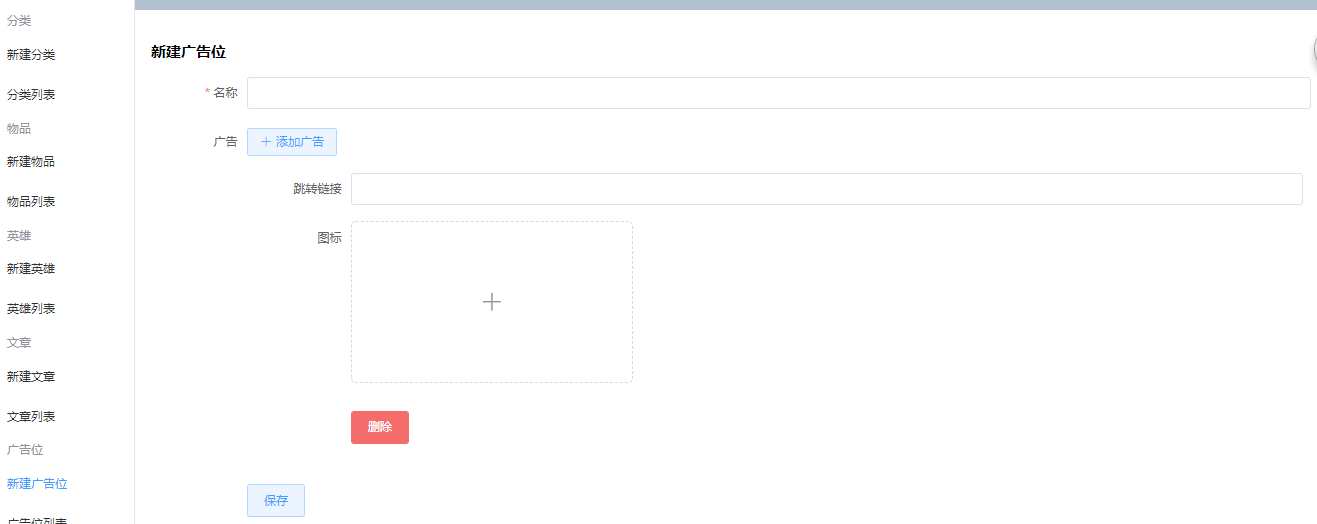 分类
新建分类
分类列表
物品
新建物品
物品列表
英雄
新建英雄
英雄列表
文章
新建文章
文章列表
广告位
新建广告位
广告位列表
新建广告位
* 名称
广告
+ 添加广告
跳转链接
图标
删除
保存